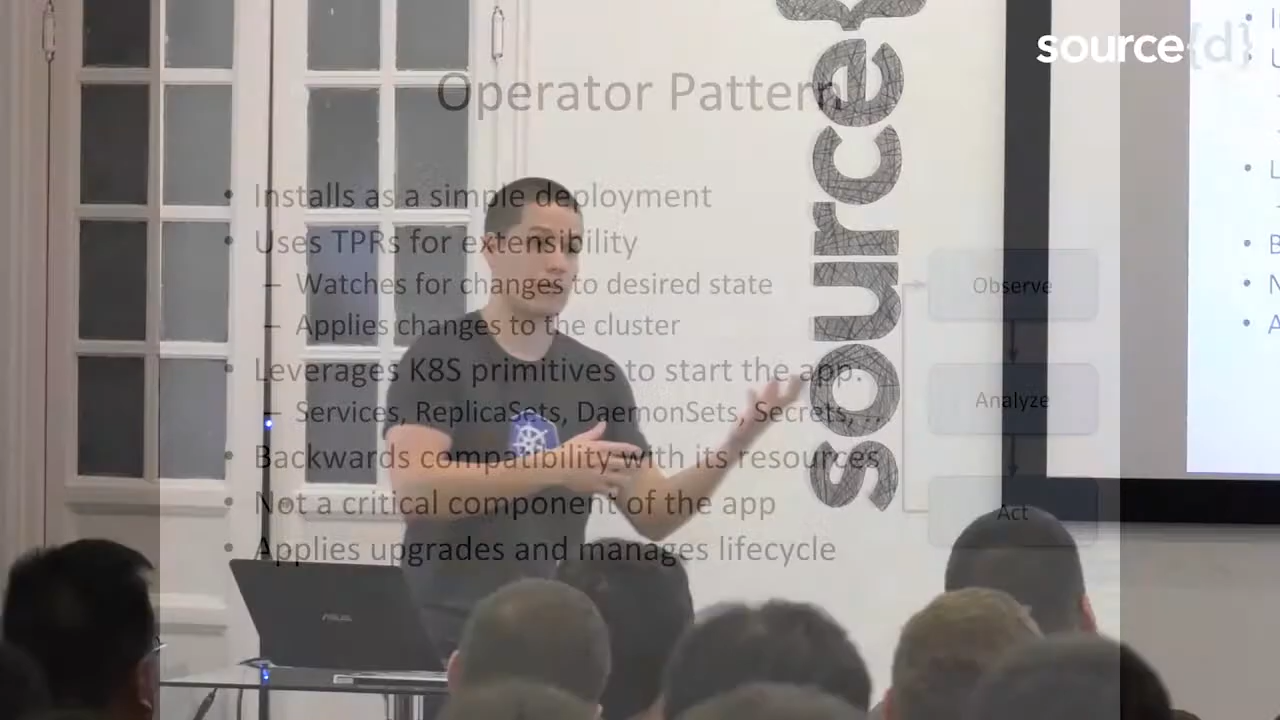 source{d}
Operator Pattern
• Installs as a simple deployment
• Uses TPRs for extensibility
– Watches for changes to desired state
– Applies changes to the cluster
• Leverages K8S primitives to start the app.
– Services, ReplicaSets, DaemonSets, Secrets,...
• Backwards compatibility with its resources
• Not a critical component of the app
• Applies upgrades and manages lifecycle
Observe
Analyze
Act
source{
ASUS